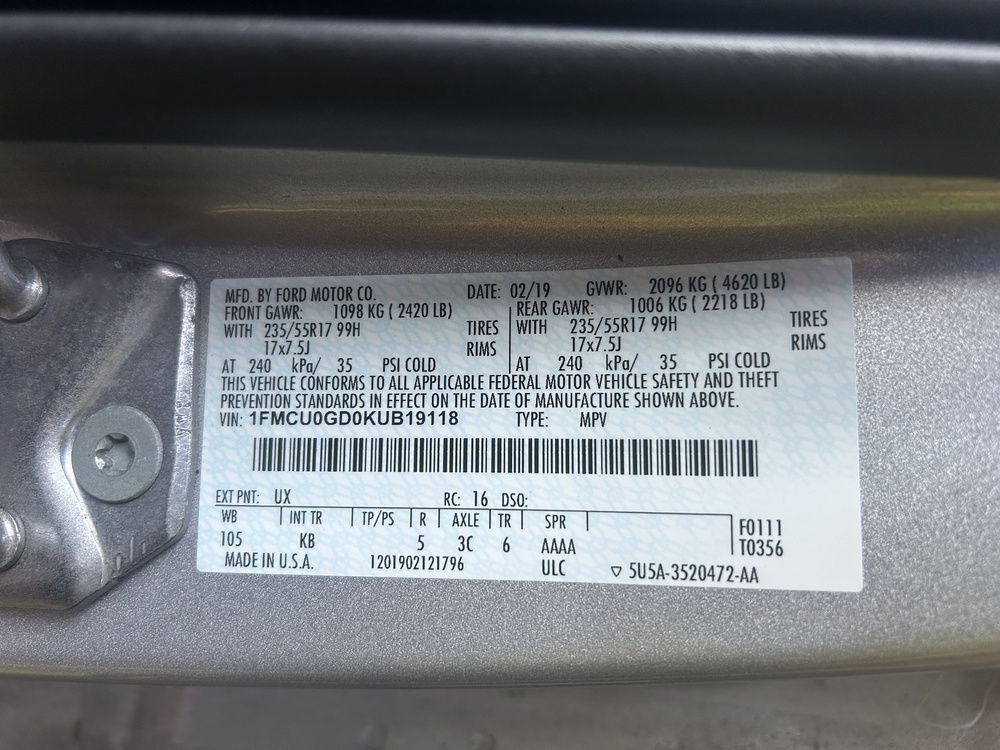 MFD. BY FORD MOTOR CO. DATE: 02/19 GVWR: 2096 KG ( 4620 LB)
FRONT GAWR: 1098 KG ( 2420 LB) REAR GAWR: 1006 KG ( 2218 LB)
WITH 235/55R17 99H TIRES WITH 235/55R17 99H TIRES
17x7.5J RIMS 17x7.5J RIMS
AT 240 kPa/ 35 PSI COLD AT 240 kPa/ 35 PSI COLD
THIS VEHICLE CONFORMS TO ALL APPLICABLE FEDERAL MOTOR VEHICLE SAFETY AND THEFT
PREVENTION STANDARDS IN EFFECT ON THE DATE OF MANUFACTURE SHOWN ABOVE.
VIN: 1FMCU0GD0KUB19118 TYPE: MPV
EXT PNT: UX RC: 16 DSO:
WB INT TR TP/PS R AXLE TR SPR F0111
105 KB 5 3C 6 AAAA T0356
MADE IN U.S.A. 1201902121796 ULC ▽ 5U5A-3520472-AA